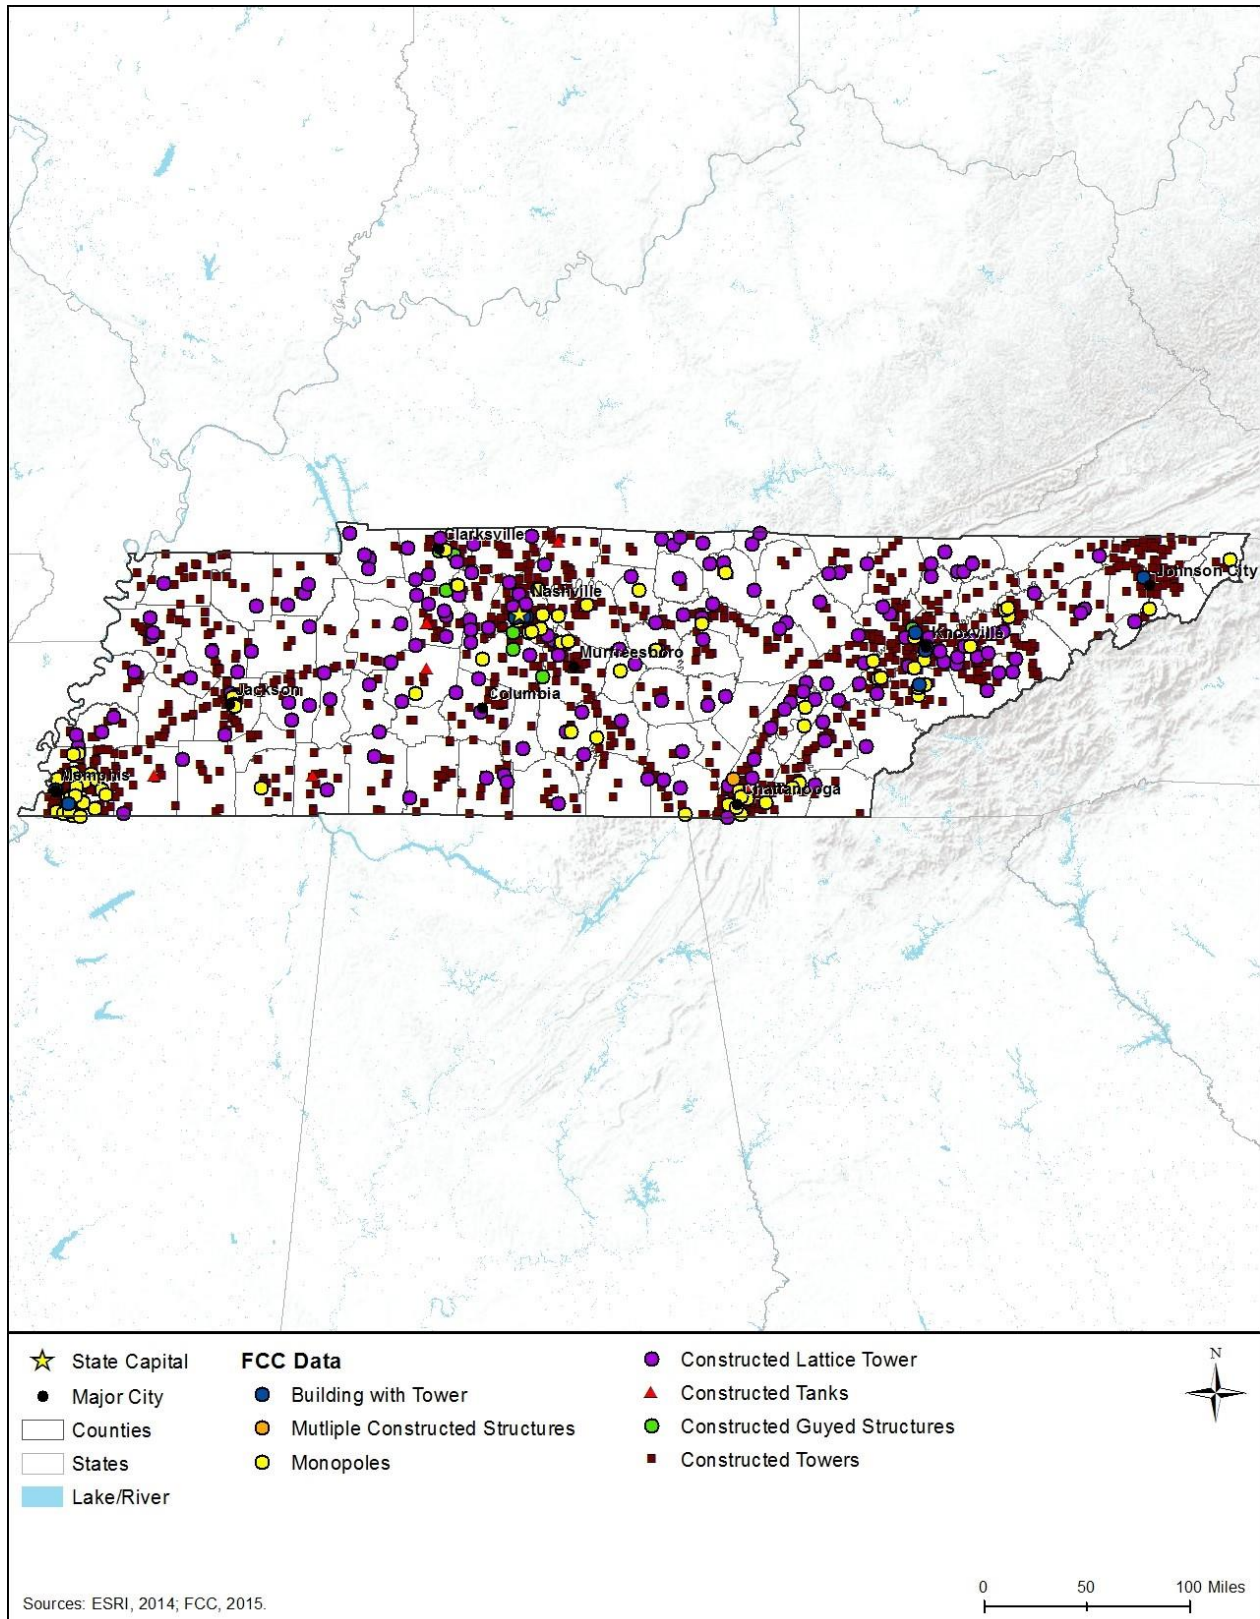 Clarksville
Johnson City
Nashville
Knoxville
Murfreesboro
Jackson
Columbia
Memphis
Chattanooga
State Capital
Major City
Counties
States
Lake/River
FCC Data
Building with Tower
Mutliple Constructed Structures
Monopoles
Constructed Lattice Tower
Constructed Tanks
Constructed Guyed Structures
Constructed Towers
N
0 50 100 Miles
Sources: ESRI, 2014; FCC, 2015.